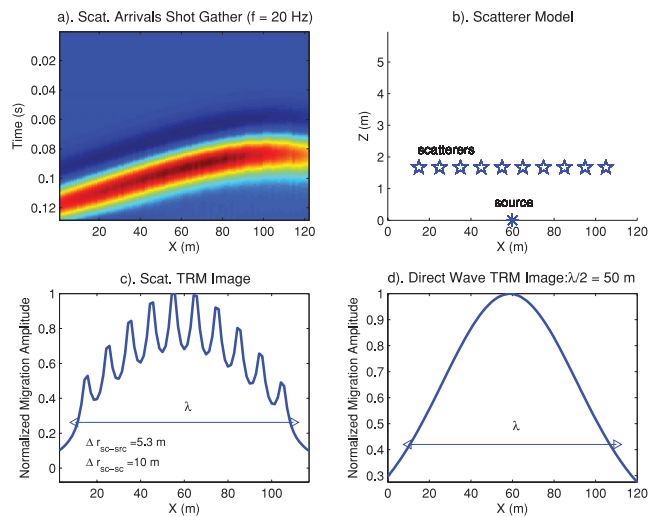 a). Scat. Arrivals Shot Gather (f = 20 Hz)
Time (s)
0.02
0.04
0.06
0.08
0.1
0.12
20 40 60 80 100 120
X (m)
b). Scatterer Model
Z (m)
5
4
3
2
1
0
scatterers
source
0 20 40 60 80 100 120
X (m)
c). Scat. TRM Image
Normalized Migration Amplitude
1
0.8
0.6
0.4
0.2
0
λ
Δ r sc−src =5.3 m
Δ r sc−sc =10 m
20 40 60 80 100
X (m)
d). Direct Wave TRM Image:λ/2 = 50 m
Normalized Migration Amplitude
1
0.9
0.8
0.7
0.6
0.5
0.4
0.3
λ
0 20 40 60 80 100 120
X (m)